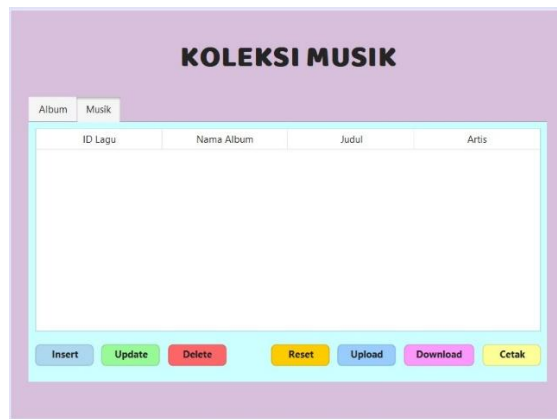 KOLEKSI MUSIK
Album Musik
ID Lagu Nama Album Judul Artis
Insert Update Delete Reset Upload Download Cetak